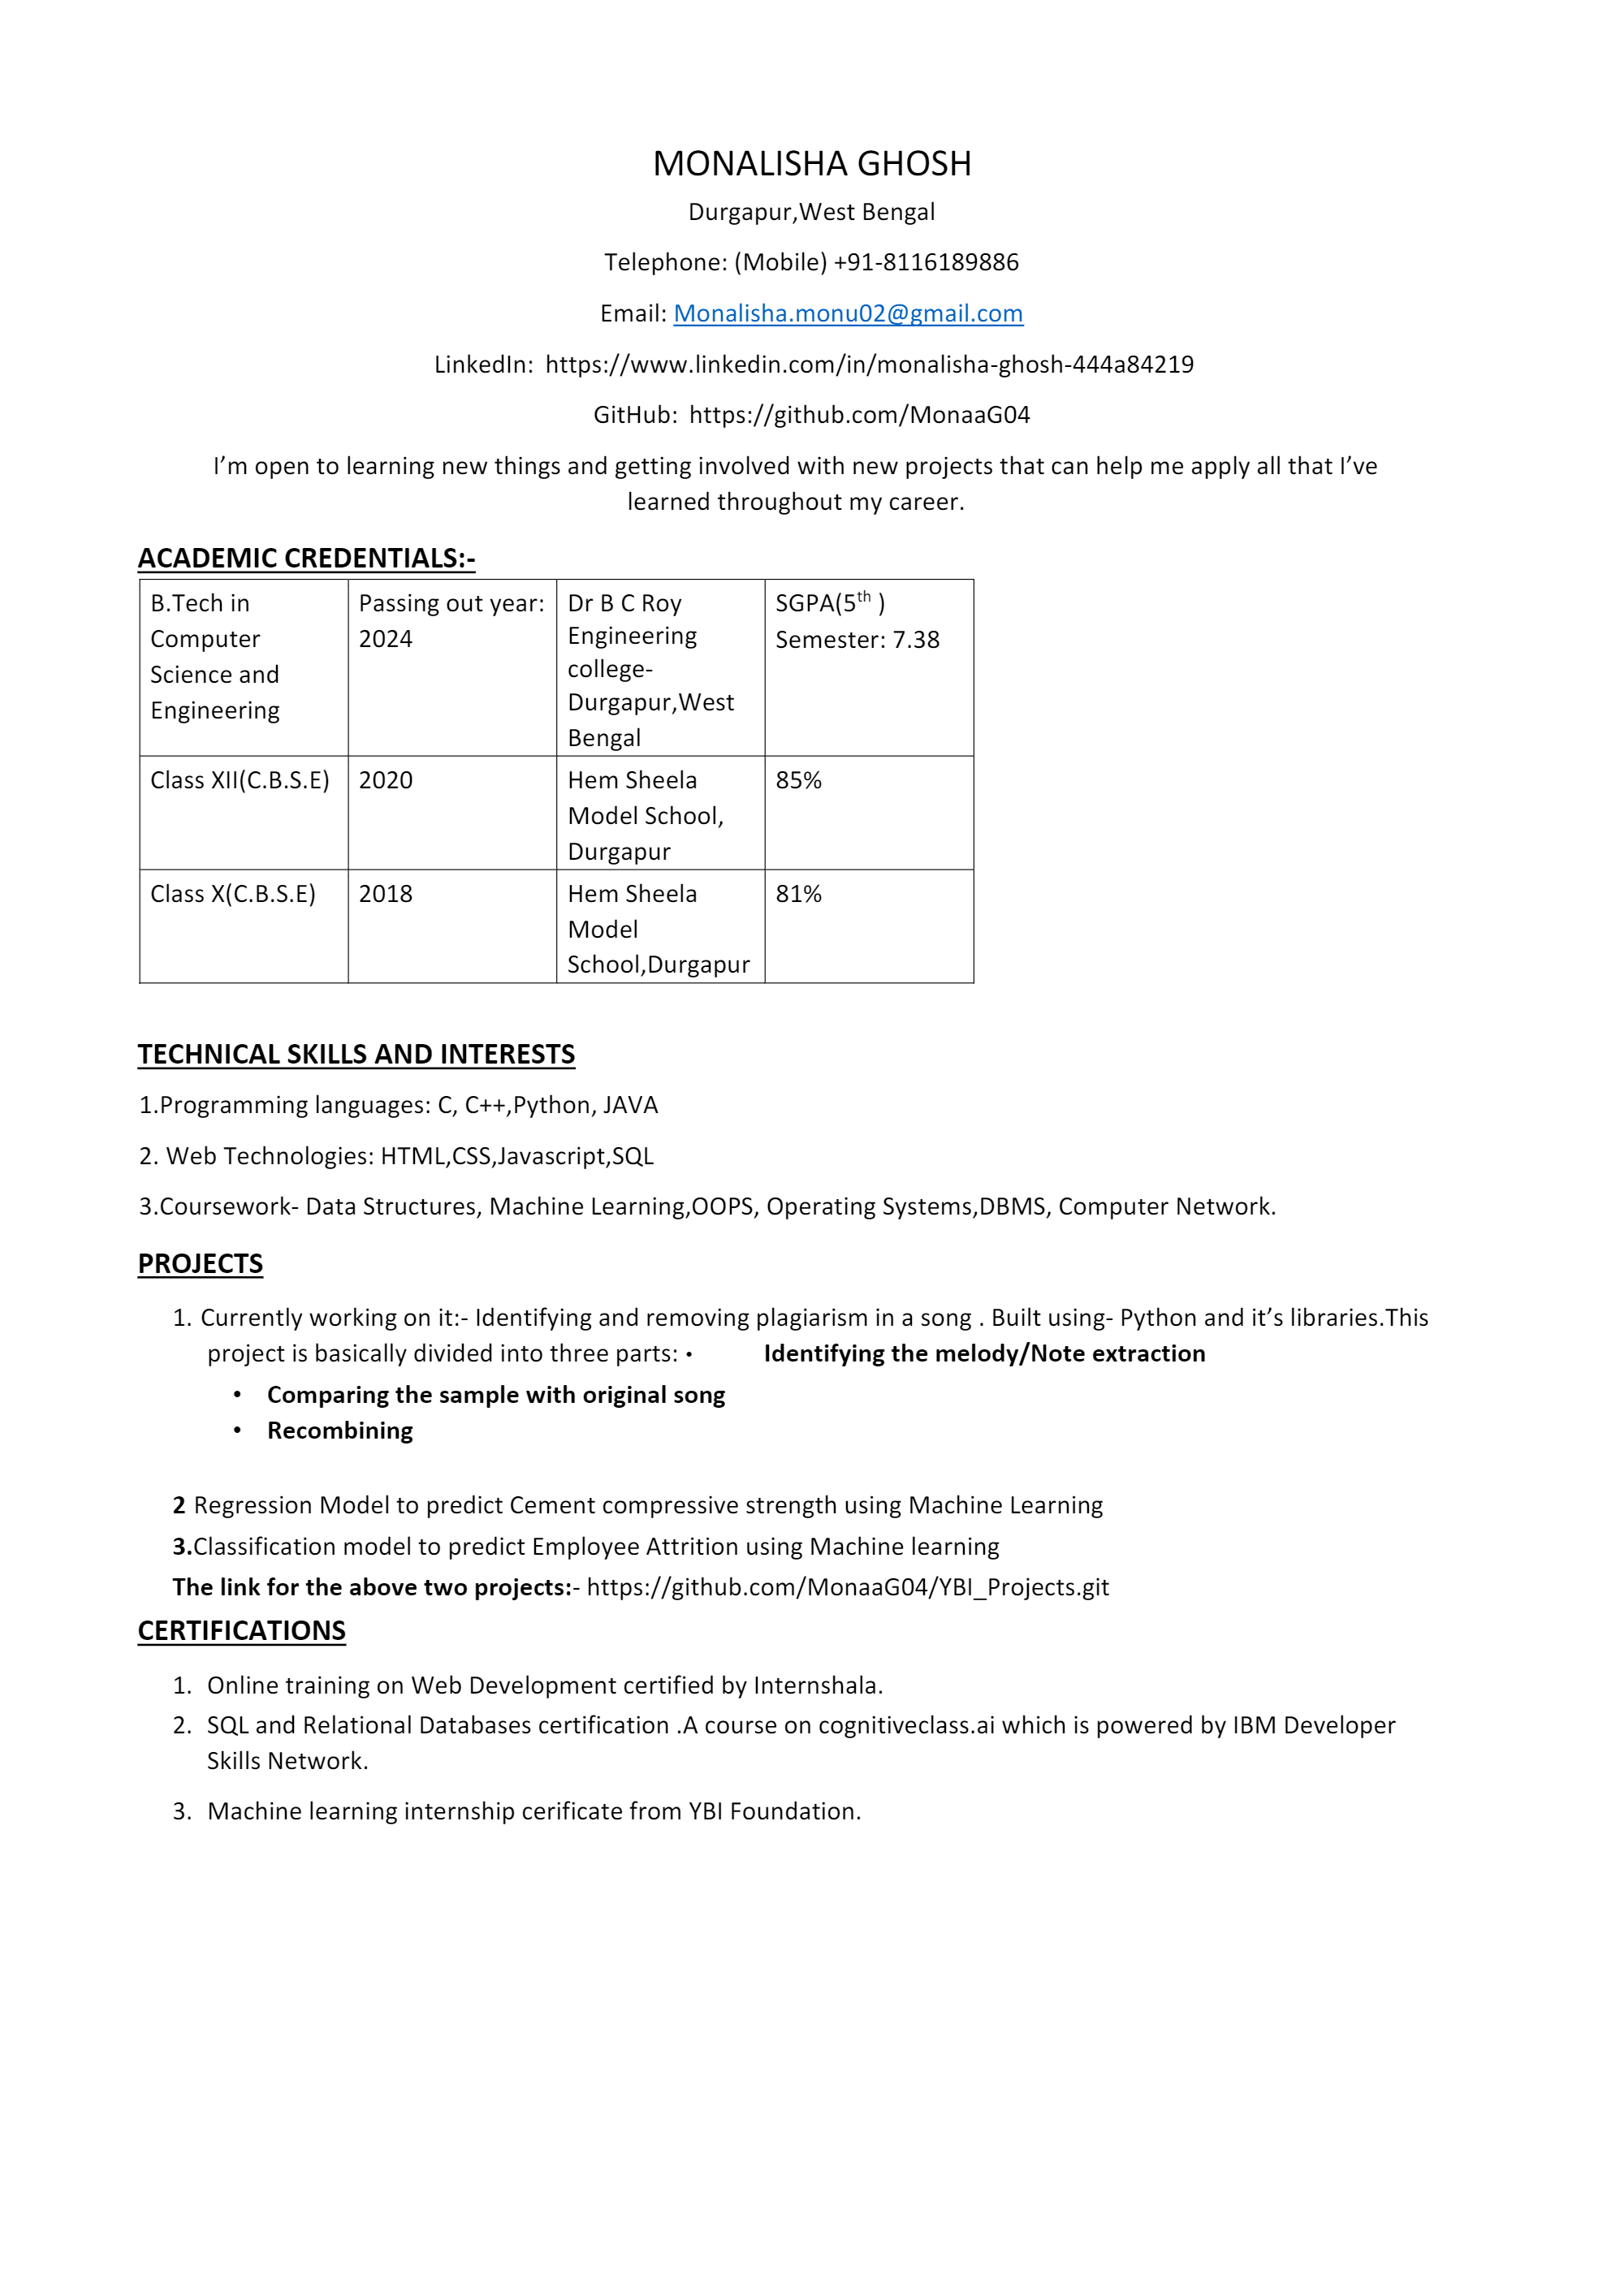 MONALISHA GHOSH
Durgapur,West Bengal
Telephone: (Mobile) +91-8116189886
Email: Monalisha.monu02@gmail.com
LinkedIn: https://www.linkedin.com/in/monalisha-ghosh-444a84219
GitHub: https://github.com/MonaaG04
I’m open to learning new things and getting involved with new projects that can help me apply all that I’ve
learned throughout my career.
ACADEMIC CREDENTIALS:-
B.Tech in
Computer
Science and
Engineering
Passing out year:
2024
Dr B C Roy
Engineering
college-
Durgapur,West
Bengal
SGPA(5th )
Semester: 7.38
Class XII(C.B.S.E)
2020
Hem Sheela
Model School,
Durgapur
85%
Class X(C.B.S.E)
2018
Hem Sheela
Model
School,Durgapur
81%
TECHNICAL SKILLS AND INTERESTS
1.Programming languages: C, C++,Python, JAVA
2. Web Technologies: HTML,CSS,Javascript,SQL
3.Coursework- Data Structures, Machine Learning,OOPS, Operating Systems,DBMS, Computer Network.
PROJECTS
1. Currently working on it:- Identifying and removing plagiarism in a song . Built using- Python and it’s libraries.This
project is basically divided into three parts: • Identifying the melody/Note extraction
• Comparing the sample with original song
• Recombining
2 Regression Model to predict Cement compressive strength using Machine Learning
3.Classification model to predict Employee Attrition using Machine learning
The link for the above two projects:- https://github.com/MonaaG04/YBI_Projects.git
CERTIFICATIONS
1. Online training on Web Development certified by Internshala.
2. SQL and Relational Databases certification .A course on cognitiveclass.ai which is powered by IBM Developer
Skills Network.
3. Machine learning internship cerificate from YBI Foundation.